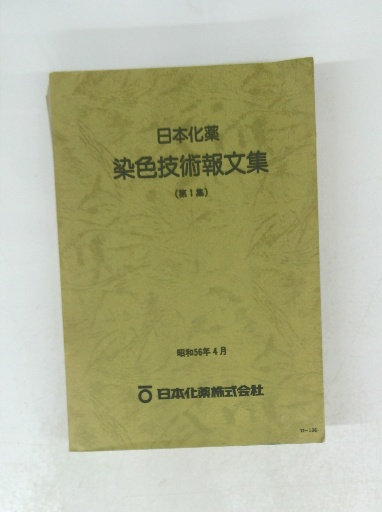 日本化薬
染色技術報文集
(第1集)
昭和56年4月
日本化薬株式会社